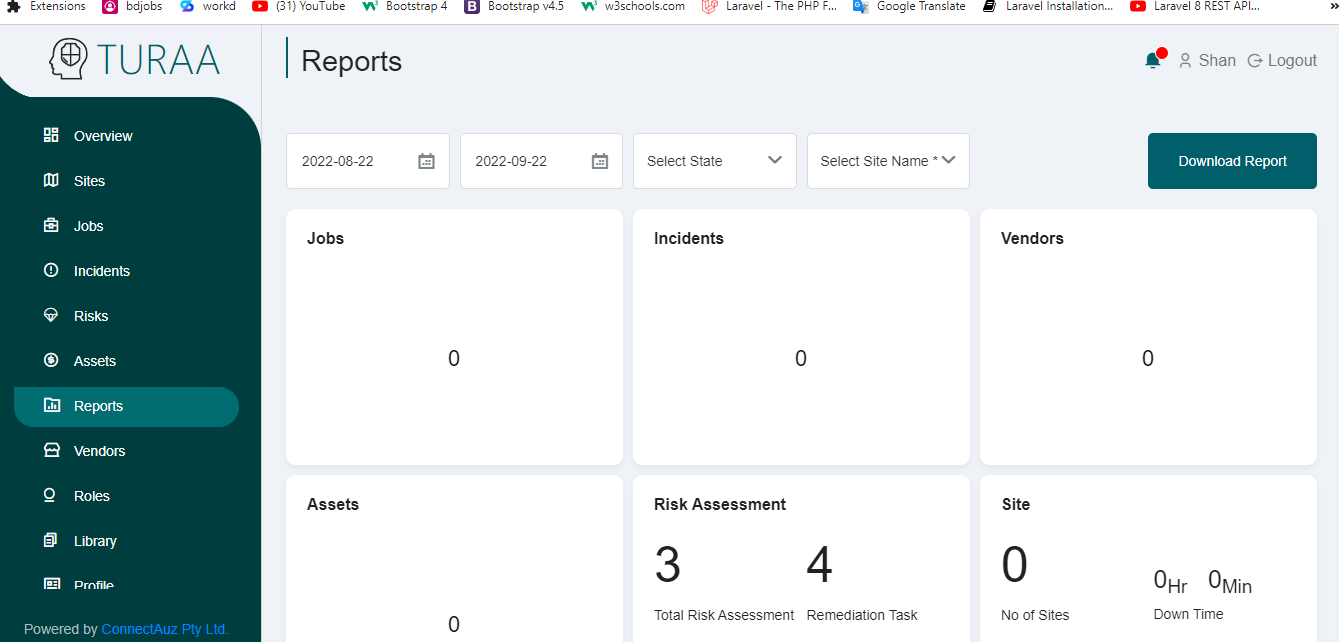 Extensions bdjobs workd (31) YouTube Bootstrap 4 Bootstrap v4.5 w3schools.com Laravel - The PHP F... Google Translate Laravel Installation... Laravel 8 REST API... »
TURAA
Reports
Shan Logout
Overview
Sites
Jobs
Incidents
Risks
Assets
Reports
Vendors
Roles
Library
Profile
Powered by ConnectAuz Pty Ltd.
2022-08-22 2022-09-22 Select State Select Site Name * Download Report
Jobs
0
Incidents
0
Vendors
0
Assets
0
Risk Assessment
3 4
Total Risk Assessment Remediation Task
Site
0 0Hr 0Min
No of Sites Down Time